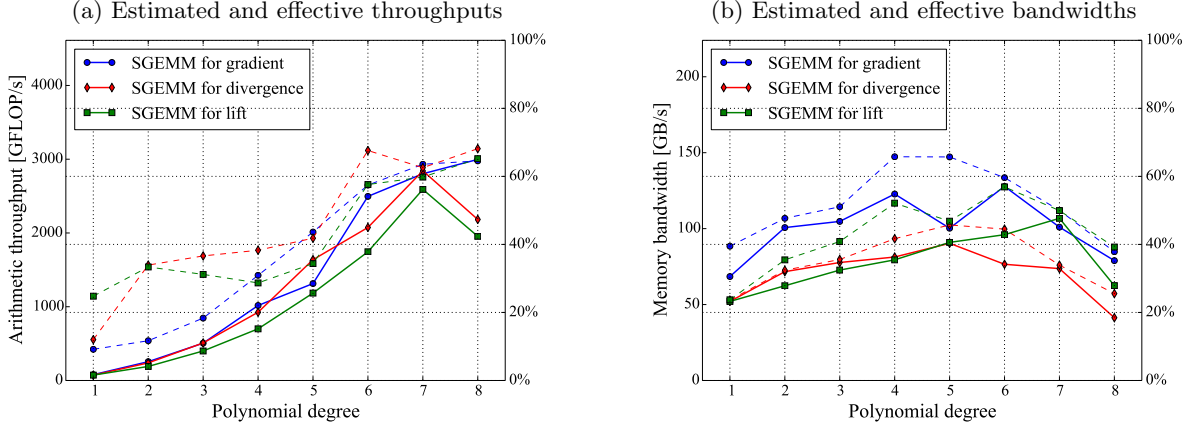 (a) Estimated and effective throughputs
4000
3000
2000
1000
0
Arithmetic throughput [GFLOP/s]
SGEMM for gradient
SGEMM for divergence
SGEMM for lift
100%
80%
60%
40%
20%
0%
1 2 3 4 5 6 7 8
Polynomial degree
(b) Estimated and effective bandwidths
200
150
100
50
0
Memory bandwidth [GB/s]
SGEMM for gradient
SGEMM for divergence
SGEMM for lift
100%
80%
60%
40%
20%
0%
1 2 3 4 5 6 7 8
Polynomial degree